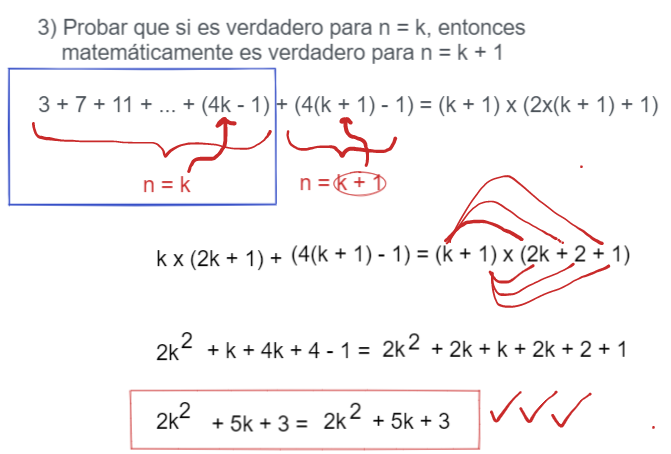 3) Probar que si es verdadero para n = k, entonces
matemáticamente es verdadero para n = k + 1
3 + 7 + 11 + ... + (4k - 1) + (4(k + 1) - 1) = (k + 1) x (2x(k + 1) + 1)
n = k n = k + 1
k x (2k + 1) + (4(k + 1) - 1) = (k + 1) x (2k + 2 + 1)
2k² + k + 4k + 4 - 1 = 2k² + 2k + k + 2k + 2 + 1
2k² + 5k + 3 = 2k² + 5k + 3